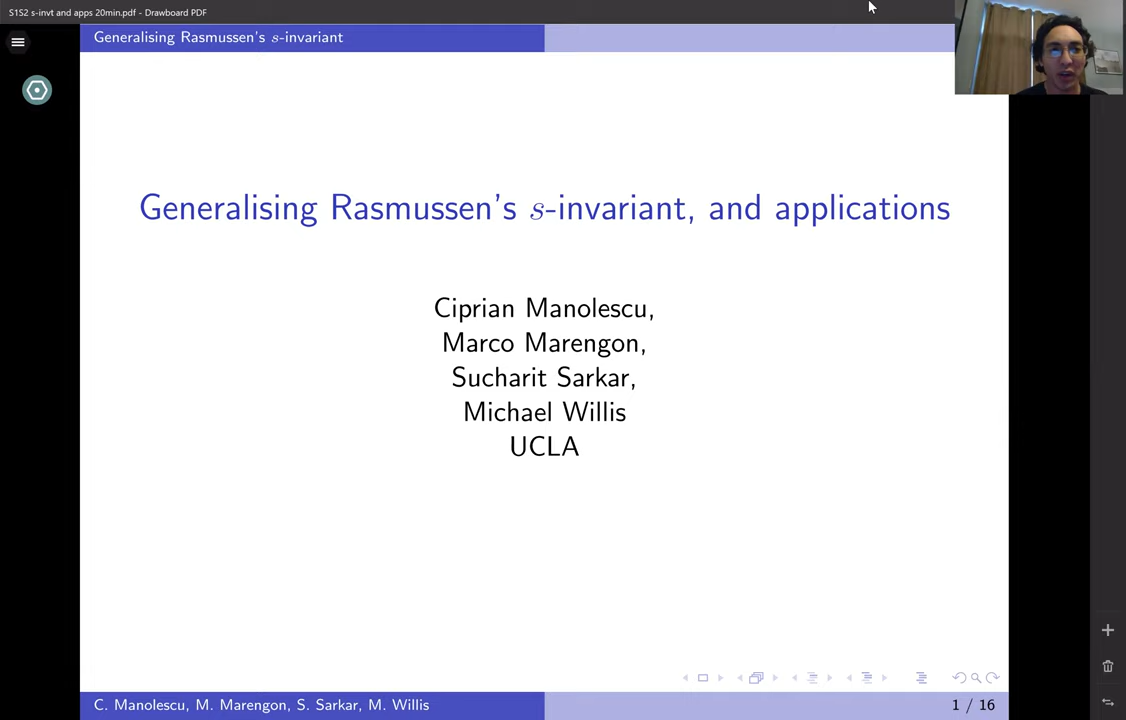 S1S2 s-invt and apps 20min.pdf - Drawboard PDF
Generalising Rasmussen's s-invariant
Generalising Rasmussen's s-invariant, and applications
Ciprian Manolescu,
Marco Marengon,
Sucharit Sarkar,
Michael Willis
UCLA
C. Manolescu, M. Marengon, S. Sarkar, M. Willis
1 / 16